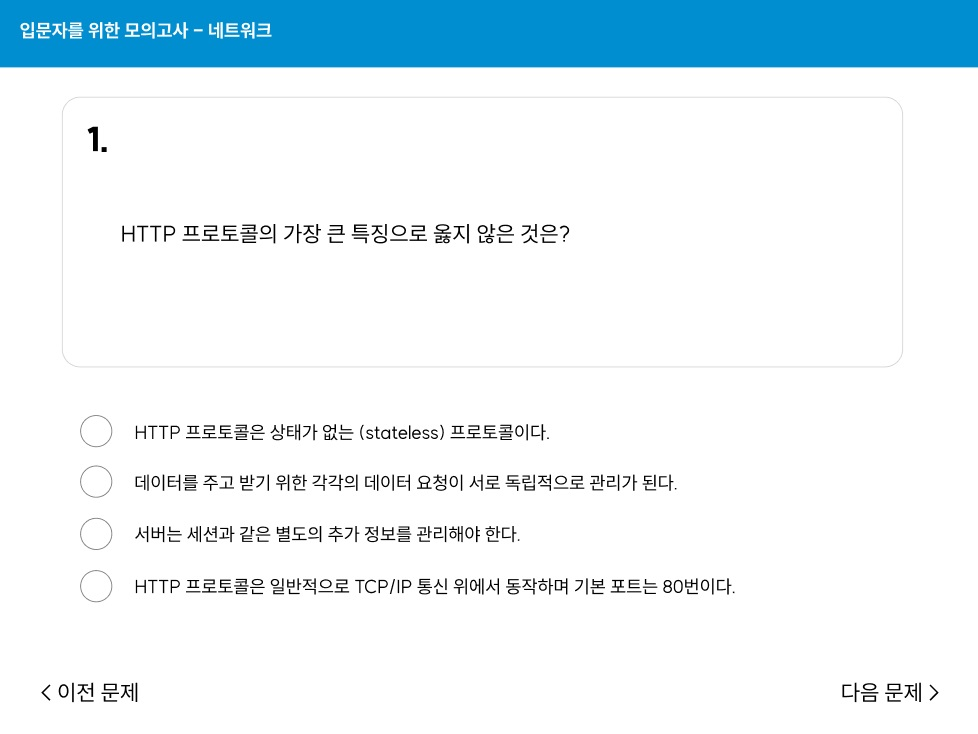 입문자를 위한 모의고사 – 네트워크
1.
HTTP 프로토콜의 가장 큰 특징으로 옳지 않은 것은?
HTTP 프로토콜은 상태가 없는 (stateless) 프로토콜이다.
데이터를 주고 받기 위한 각각의 데이터 요청이 서로 독립적으로 관리가 된다.
서버는 세션과 같은 별도의 추가 정보를 관리해야 한다.
HTTP 프로토콜은 일반적으로 TCP/IP 통신 위에서 동작하며 기본 포트는 80번이다.
< 이전 문제
다음 문제 >